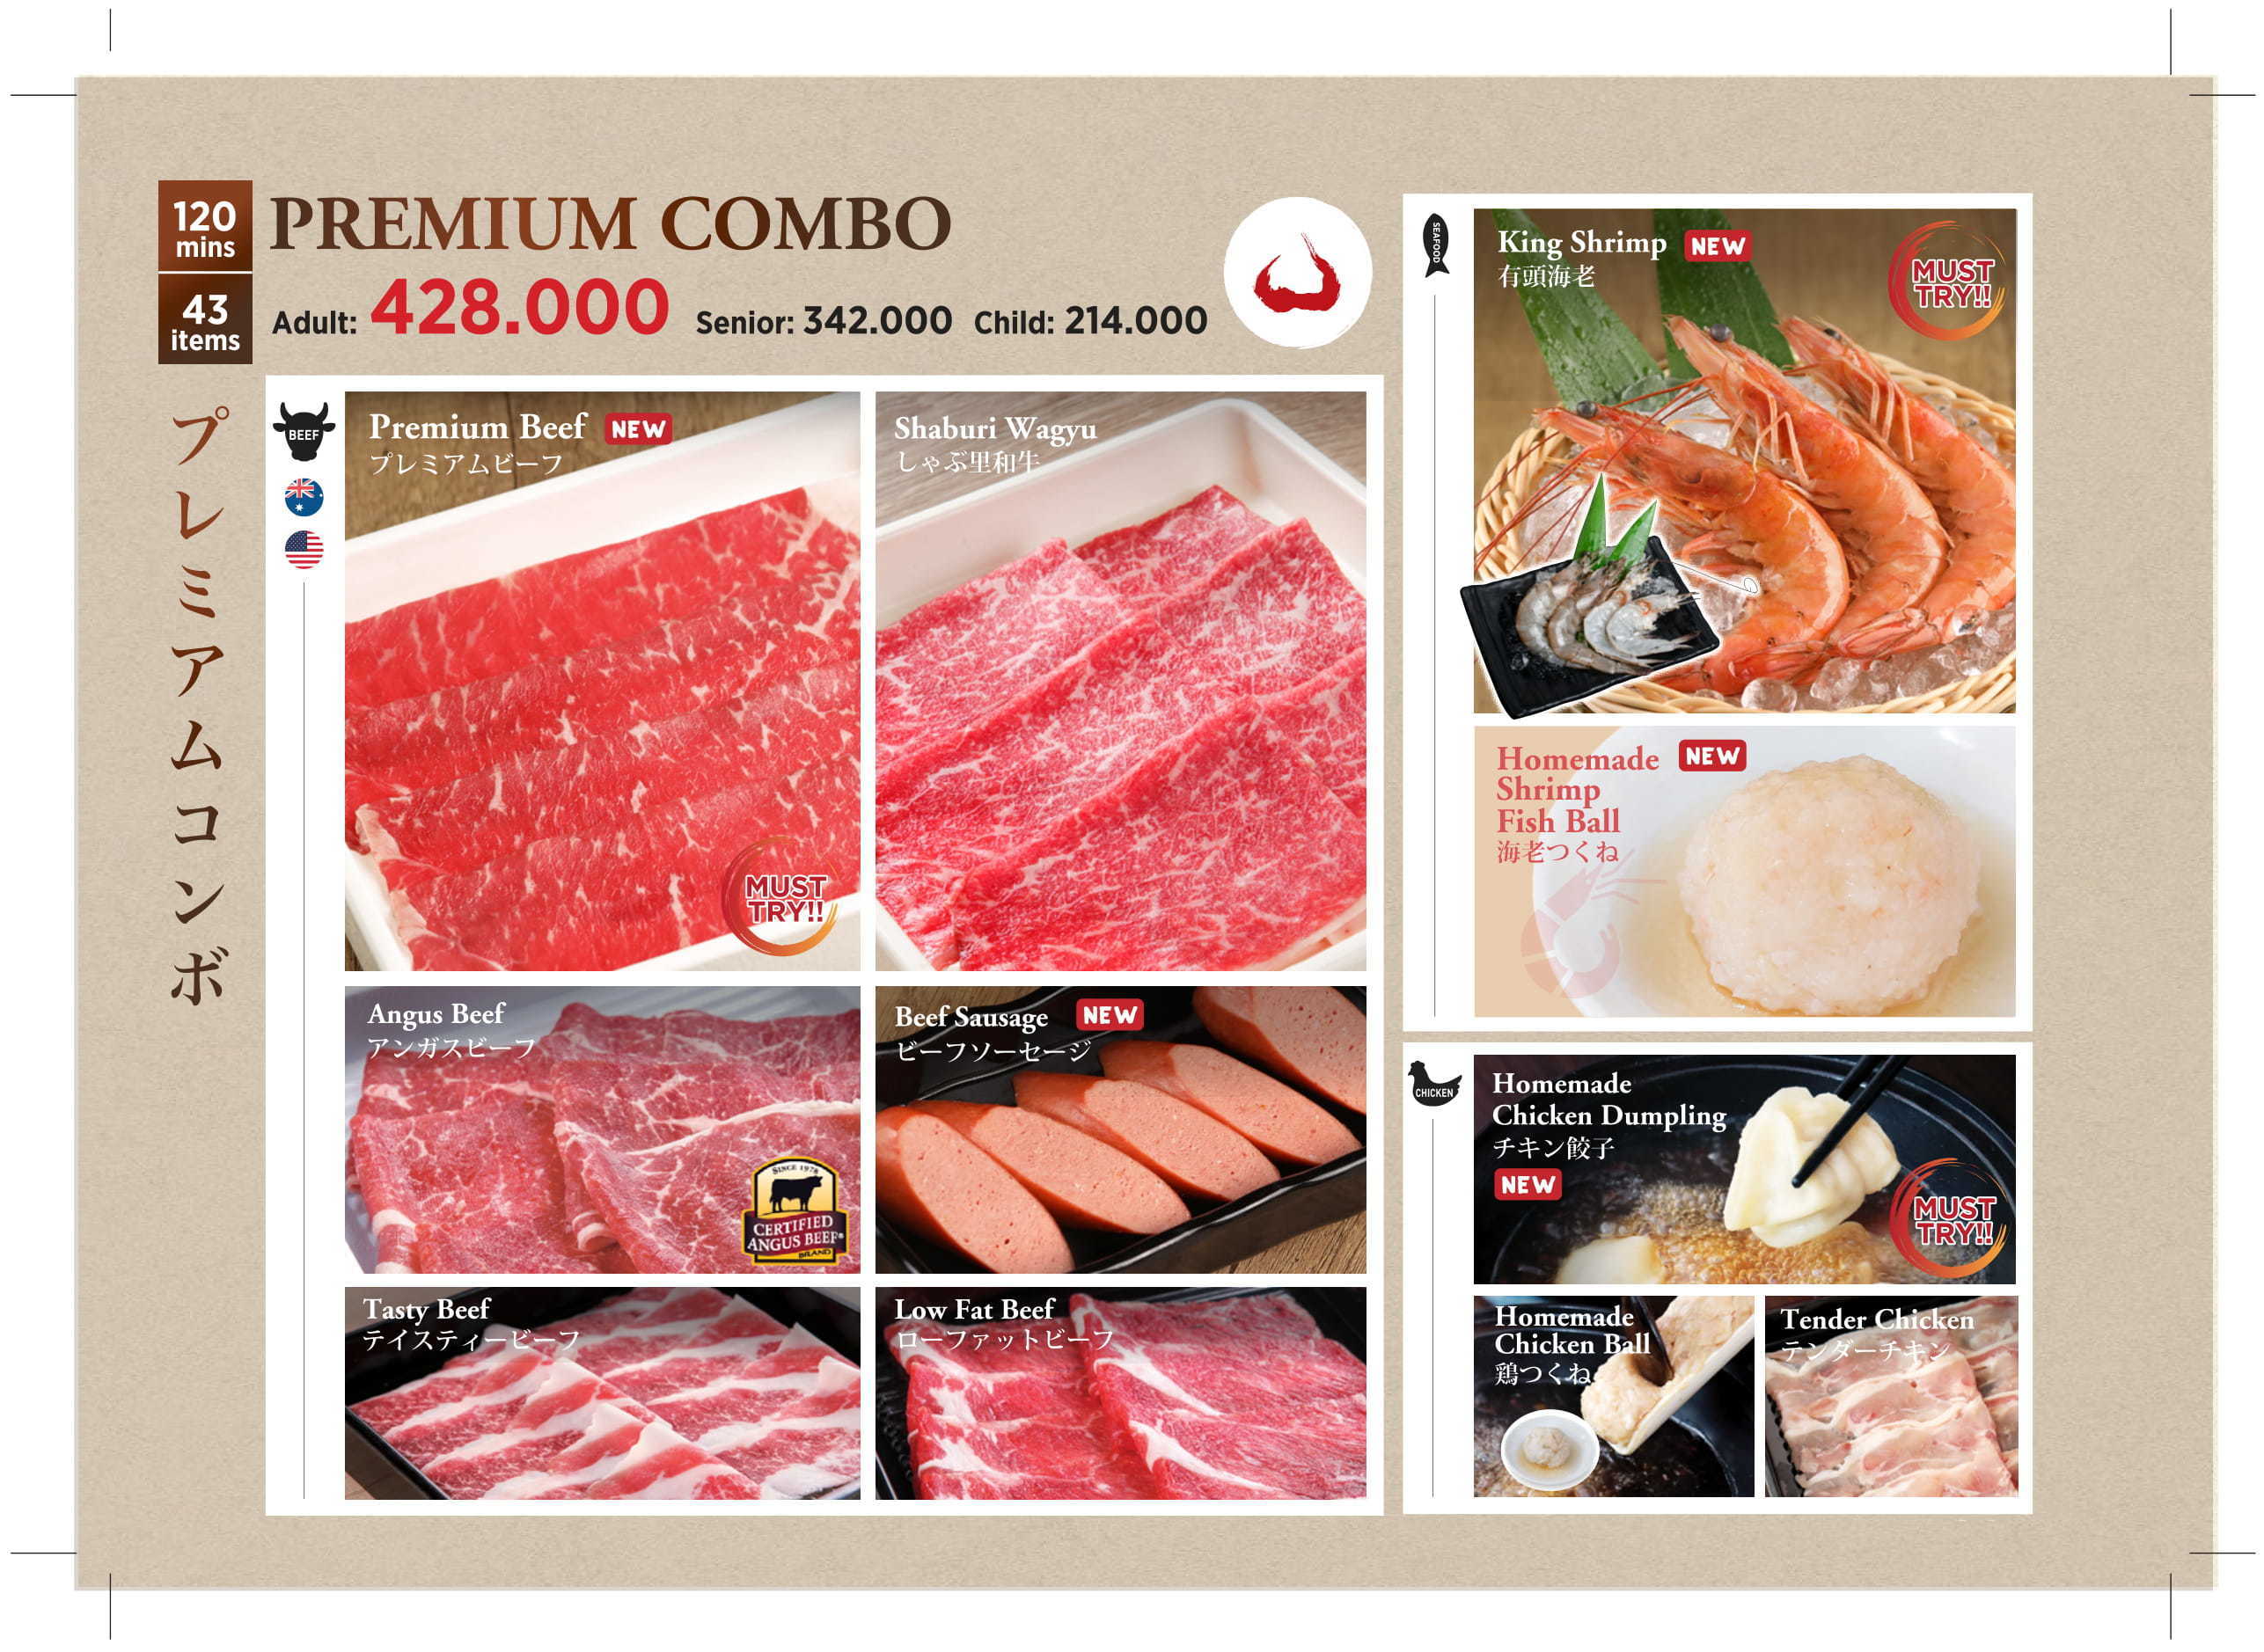 120
mins
43
items
PREMIUM COMBO
Adult: 428.000 Senior: 342.000 Child: 214.000
プレミアムコンボ
BEEF
Premium Beef NEW
プレミアムビーフ
MUST
TRY!!
Shaburi Wagyu
しゃぶ里和牛
Angus Beef
アンガスビーフ
SINCE 1978
CERTIFIED
ANGUS BEEF®
BRAND
Beef Sausage NEW
ビーフソーセージ
Tasty Beef
テイスティービーフ
Low Fat Beef
ローファットビーフ
SEAFOOD
King Shrimp NEW
有頭海老
MUST
TRY!!
Homemade NEW
Shrimp
Fish Ball
海老つくね
CHICKEN
Homemade
Chicken Dumpling
チキン餃子
NEW
MUST
TRY!!
Homemade
Chicken Ball
鶏つくね
Tender Chicken
テンダーチキン